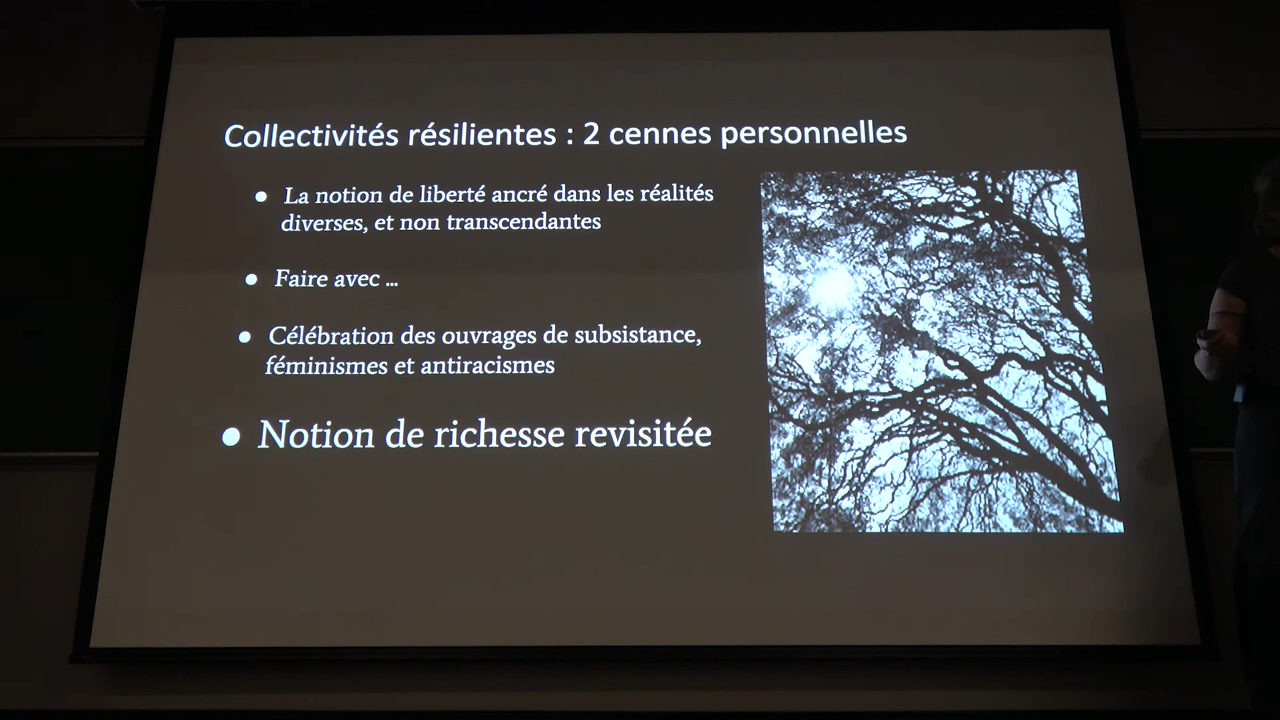 Collectivités résilientes : 2 cennes personnelles
● La notion de liberté ancré dans les réalités
diverses, et non transcendantes
● Faire avec ...
● Célébration des ouvrages de subsistance,
féminismes et antiracismes
● Notion de richesse revisitée